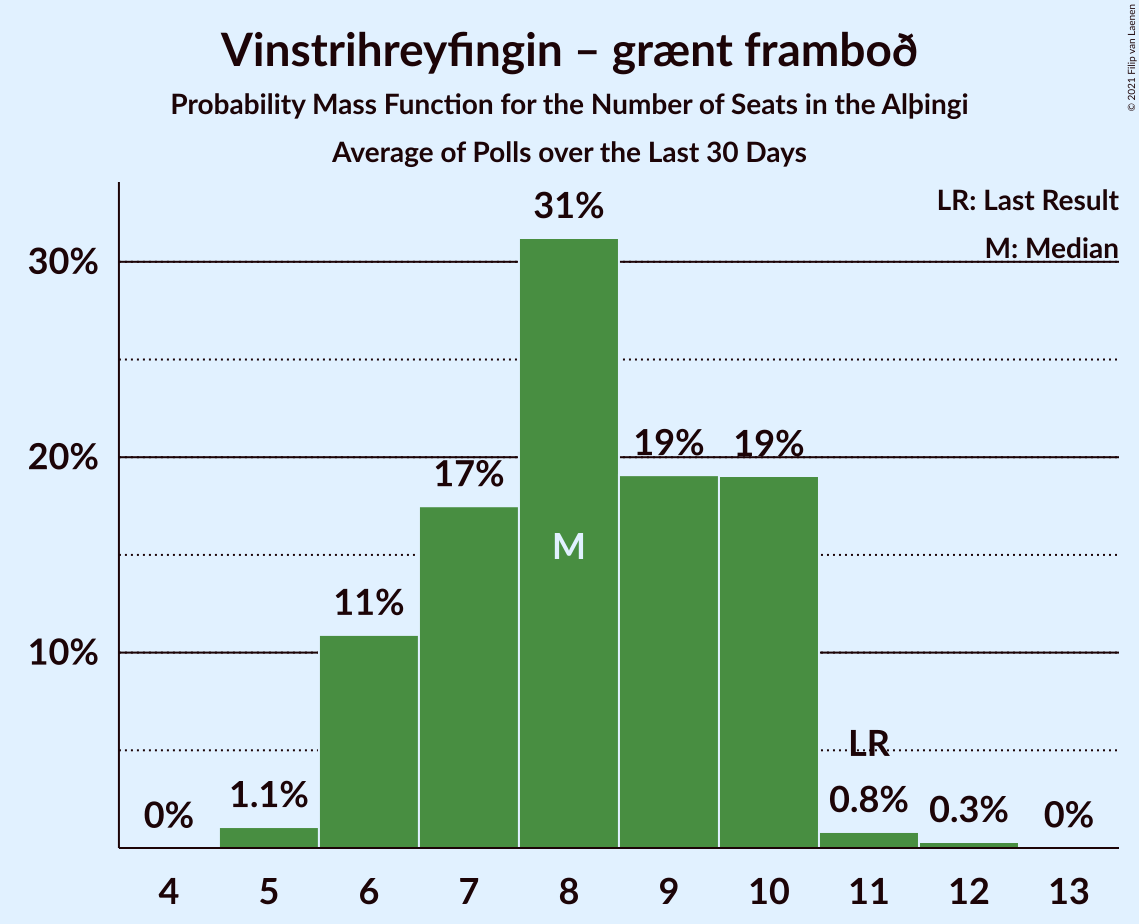 Vinstrihreyfingin – grænt framboð
Probability Mass Function for the Number of Seats in the Alþingi
Average of Polls over the Last 30 Days
© 2021 Filip van Laenen
LR: Last Result
M: Median
30%
20%
10%
0%
1.1%
11%
17%
31%
M
19%
19%
LR
0.8%
0.3%
0%
4 5 6 7 8 9 10 11 12 13